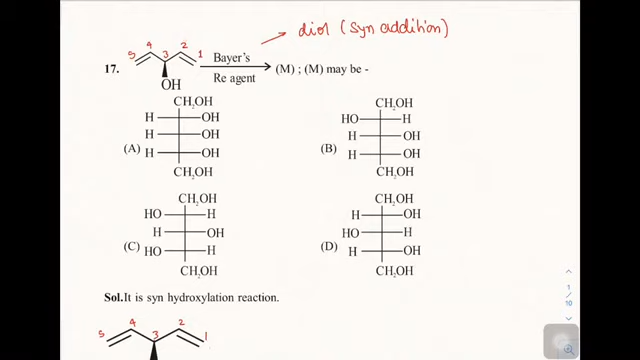 → diol (syn addition)
5 4 3 2 1
17. OH Bayer's Re agent (M) ; (M) may be -
(A) CH₂OH H OH H OH H OH CH₂OH
(B) CH₂OH HO H H OH H OH CH₂OH
(C) CH₂OH HO H H OH HO H CH₂OH
(D) CH₂OH H OH HO H H OH CH₂OH
Sol. It is syn hydroxylation reaction.
5 4 3 2 1
1 / 10